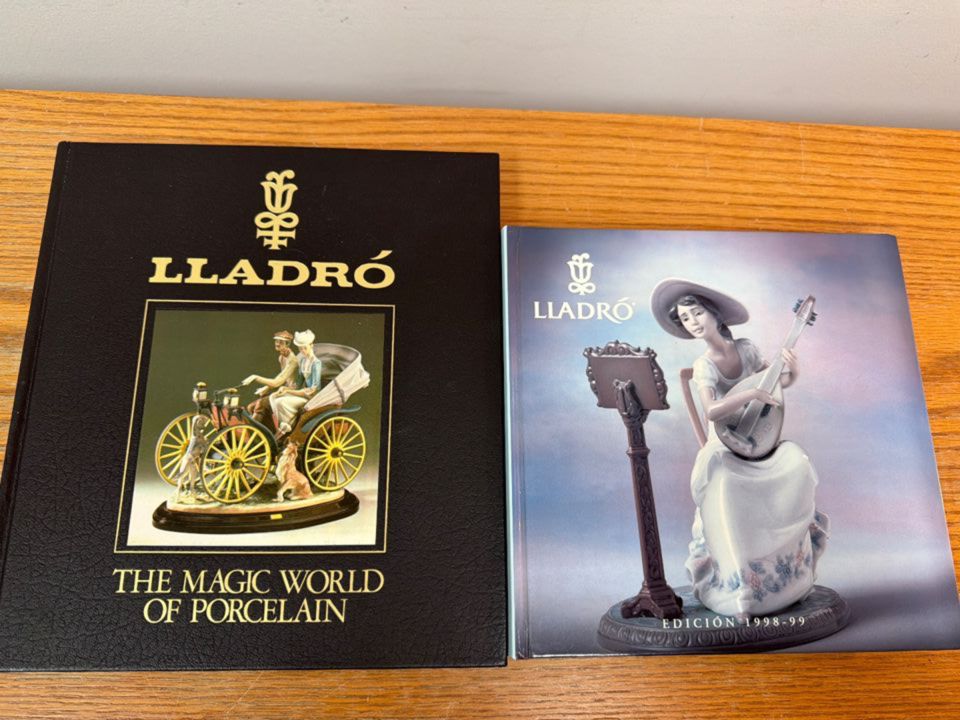 LLADRÓ
THE MAGIC WORLD
OF PORCELAIN
LLADRÓ
EDICIÓN 1998-99